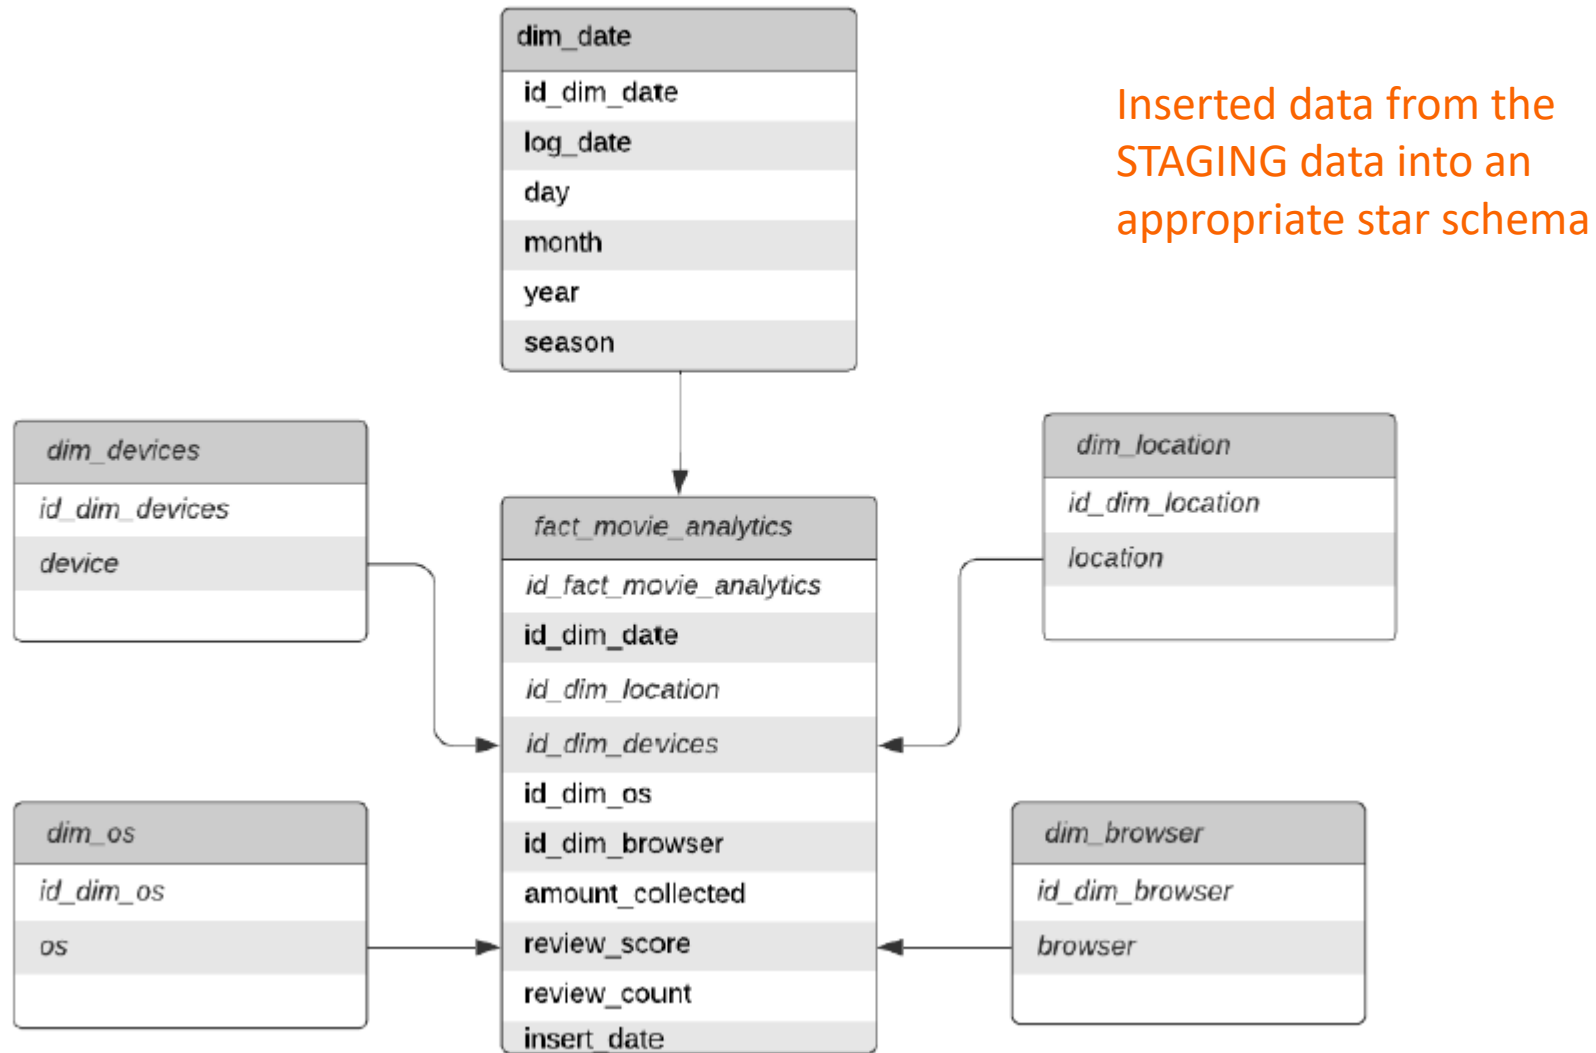 dim_date
id_dim_date
log_date
day
month
year
season
Inserted data from the
STAGING data into an
appropriate star schema
dim_devices
id_dim_devices
device
dim_location
id_dim_location
location
fact_movie_analytics
id_fact_movie_analytics
id_dim_date
id_dim_location
id_dim_devices
id_dim_os
id_dim_browser
amount_collected
review_score
review_count
insert_date
dim_os
id_dim_os
os
dim_browser
id_dim_browser
browser